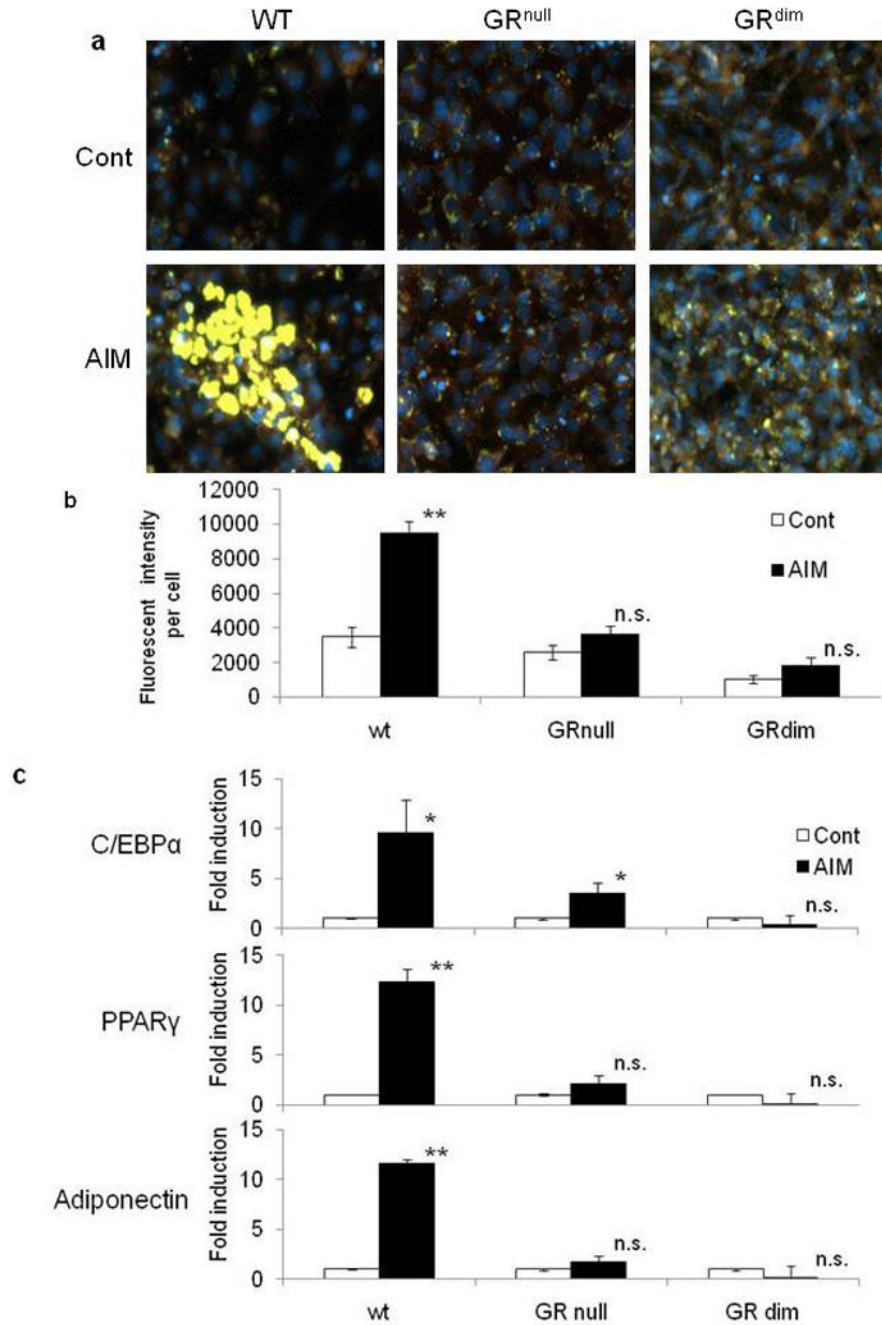 WT GRnull GRdim
a
Cont
AIM
b
Fluorescent intensity per cell
12000
10000
8000
6000
4000
2000
0
**
n.s.
n.s.
Cont
AIM
wt GRnull GRdim
c
C/EBPα
Fold induction
15
10
5
0
*
*
n.s.
Cont
AIM
PPARγ
Fold induction
15
10
5
0
**
n.s.
n.s.
Adiponectin
Fold induction
15
10
5
0
**
n.s.
n.s.
wt GR null GR dim